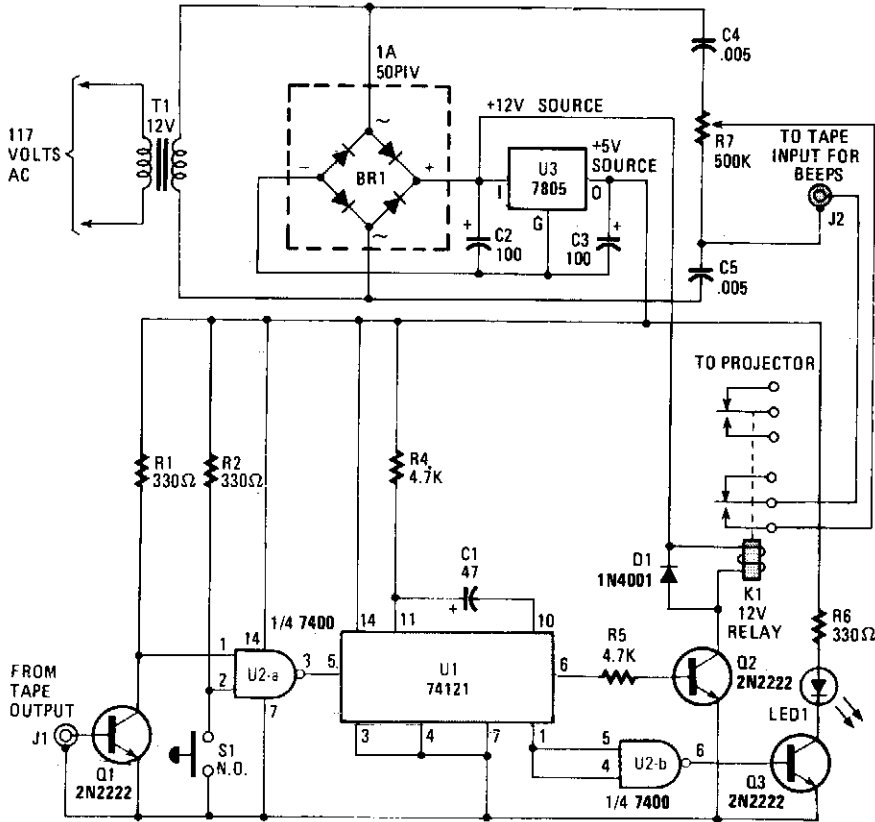 C4
.005
1A
50PIV
T1
12V
117
VOLTS
AC
+12V SOURCE
+5V
SOURCE
R7
500K
TO TAPE
INPUT FOR
BEEPS
J2
~
BR1
-
+
~
U3
7805
I
O
G
+
C2
100
+
C3
100
C5
.005
TO PROJECTOR
R1
330Ω
R2
330Ω
R4
4.7K
C1
47
+
D1
1N4001
K1
12V
RELAY
R6
330Ω
1/4 7400
14
1
2
U2-a
3
7
5
14
11
10
U1
74121
6
3
4
7
1
R5
4.7K
Q2
2N2222
LED1
FROM
TAPE
OUTPUT
J1
Q1
2N2222
S1
N.O.
5
4
U2-b
6
1/4 7400
Q3
2N2222